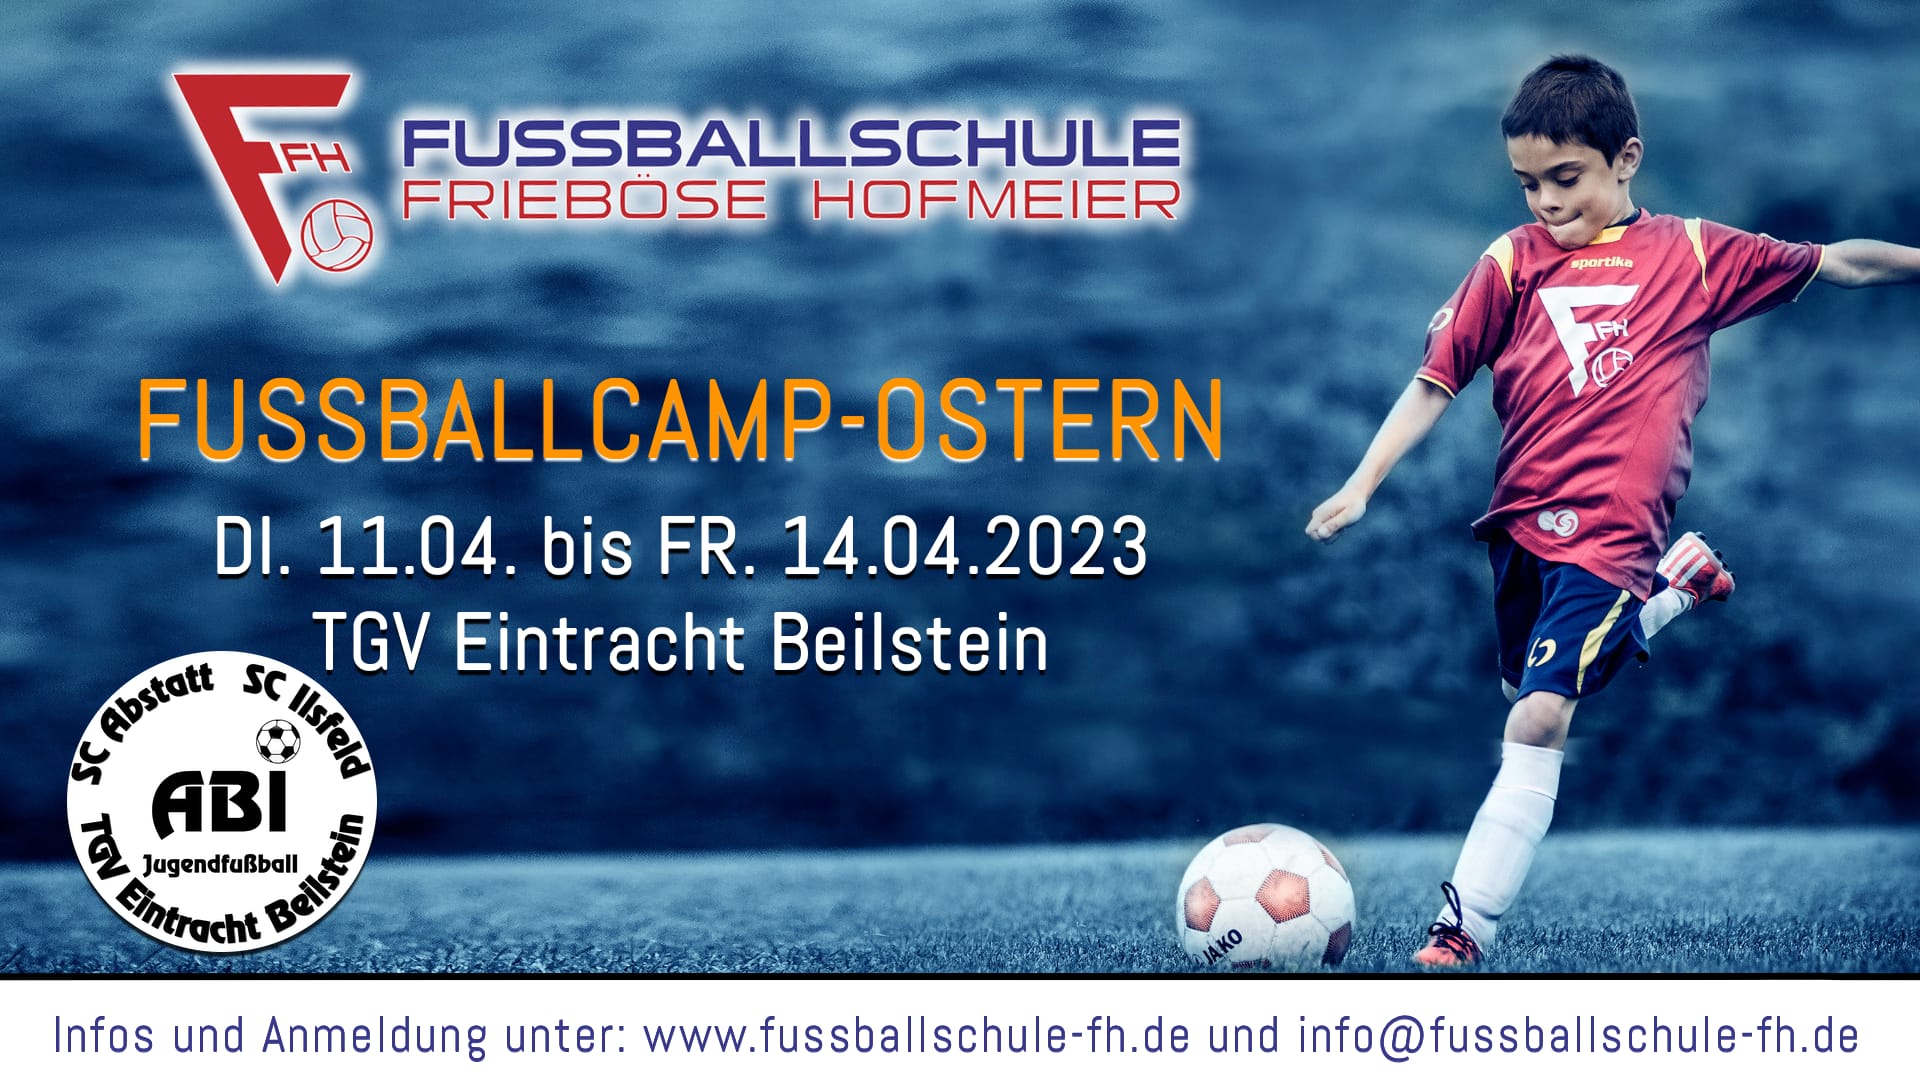 FFH
FUSSBALLSCHULE
FRIEBÖSE HOFMEIER
FUSSBALLCAMP-OSTERN
DI. 11.04. bis FR. 14.04.2023
TGV Eintracht Beilstein
SC Abstatt SC Ilsfeld
ABI
Jugendfußball
TGV Eintracht Beilstein
sportika
FFH
JAKO
Infos und Anmeldung unter: www.fussballschule-fh.de und info@fussballschule-fh.de